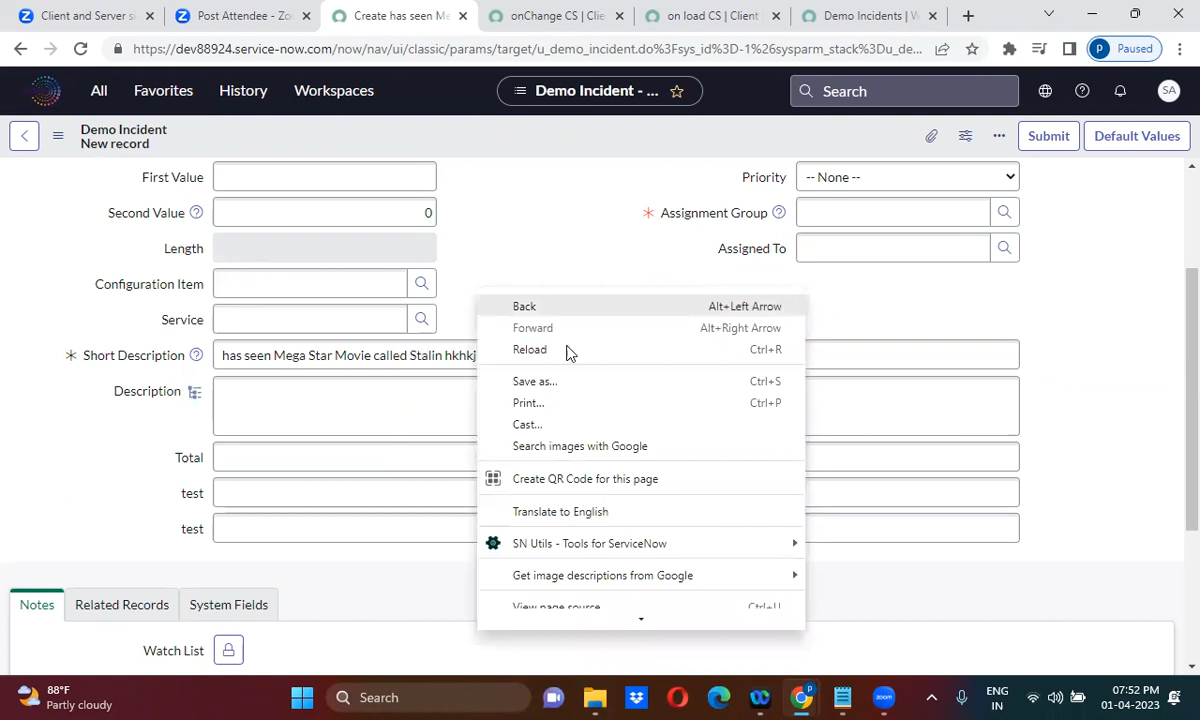 Client and Server si
Post Attendee - Zo
Create has seen Me
onChange CS | Clie
on load CS | Client
Demo Incidents | W
https://dev88924.service-now.com/now/nav/ui/classic/params/target/u_demo_incident.do%3Fsys_id%3D-1%26sysparm_stack%3Du_de...
P
Paused
All
Favorites
History
Workspaces
Demo Incident - ...
Search
SA
Demo Incident
New record
Submit
Default Values
First Value
Priority
-- None --
Second Value
0
Assignment Group
Length
Assigned To
Configuration Item
Service
Short Description
has seen Mega Star Movie called Stalin hkhkj
Description
Total
test
test
Back Alt+Left Arrow
Forward Alt+Right Arrow
Reload Ctrl+R
Save as... Ctrl+S
Print... Ctrl+P
Cast...
Search images with Google
Create QR Code for this page
Translate to English
SN Utils - Tools for ServiceNow
Get image descriptions from Google
View page source Ctrl+U
Notes
Related Records
System Fields
Watch List
88°F
Partly cloudy
Search
P
zoom
ENG
IN
07:52 PM
01-04-2023